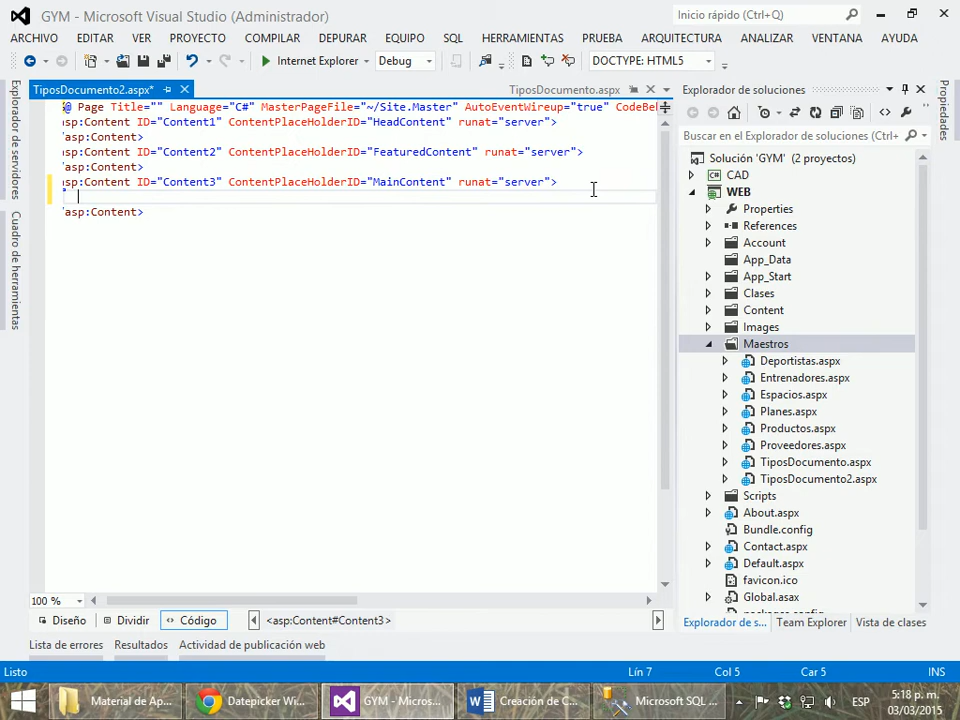 GYM - Microsoft Visual Studio (Administrador)
Inicio rápido (Ctrl+Q)
ARCHIVO EDITAR VER PROYECTO COMPILAR DEPURAR EQUIPO SQL HERRAMIENTAS PRUEBA ARQUITECTURA ANALIZAR VENTANA AYUDA
Internet Explorer Debug DOCTYPE: HTML5
Explorador de servidores
Cuadro de herramientas
TiposDocumento2.aspx* TiposDocumento.aspx
@ Page Title="" Language="C#" MasterPageFile="~/Site.Master" AutoEventWireup="true" CodeBel
asp:Content ID="Content1" ContentPlaceHolderID="HeadContent" runat="server">
asp:Content>
asp:Content ID="Content2" ContentPlaceHolderID="FeaturedContent" runat="server">
asp:Content>
asp:Content ID="Content3" ContentPlaceHolderID="MainContent" runat="server">
asp:Content>
100 %
Diseño Dividir Código <asp:Content#Content3>
Lista de errores Resultados Actividad de publicación web
Explorador de soluciones
Buscar en el Explorador de soluciones (Ctrl+
Solución 'GYM' (2 proyectos)
CAD
WEB
Properties
References
Account
App_Data
App_Start
Clases
Content
Images
Maestros
Deportistas.aspx
Entrenadores.aspx
Espacios.aspx
Planes.aspx
Productos.aspx
Proveedores.aspx
TiposDocumento.aspx
TiposDocumento2.aspx
Scripts
About.aspx
Bundle.config
Contact.aspx
Default.aspx
favicon.ico
Global.asax
Explorador de s... Team Explorer Vista de clases
Propiedades
Listo Lín 7 Col 5 Car 5 INS
Material de Ap... Datepicker Wi... GYM - Micros... Creación de C... Microsoft SQL ... ESP 5:18 p. m.
03/03/2015